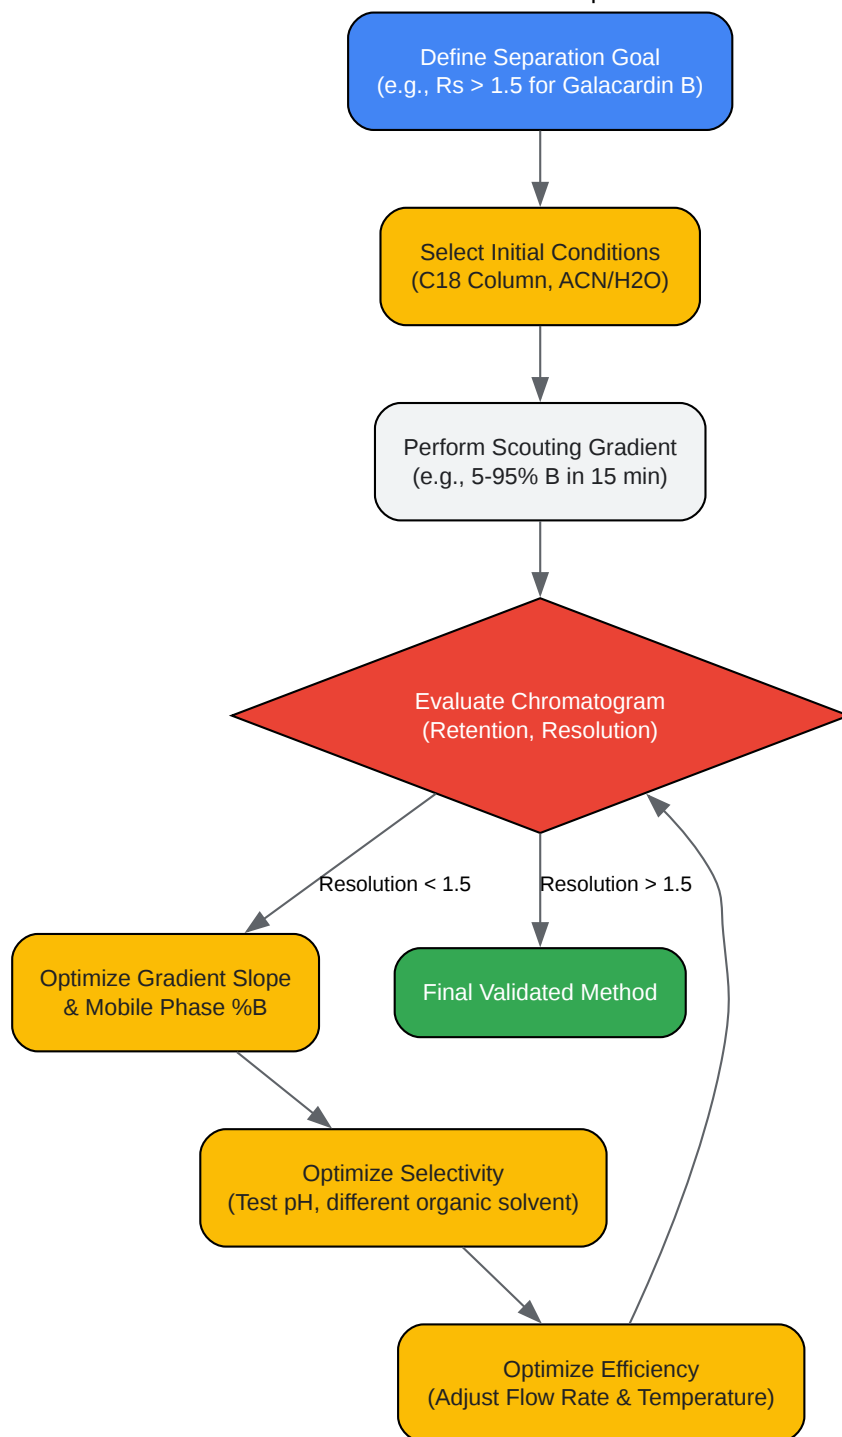 Define Separation Goal
(e.g., Rs > 1.5 for Galacardin B)
Select Initial Conditions
(C18 Column, ACN/H2O)
Perform Scouting Gradient
(e.g., 5-95% B in 15 min)
Evaluate Chromatogram
(Retention, Resolution)
Resolution < 1.5
Resolution > 1.5
Optimize Gradient Slope
& Mobile Phase %B
Final Validated Method
Optimize Selectivity
(Test pH, different organic solvent)
Optimize Efficiency
(Adjust Flow Rate & Temperature)